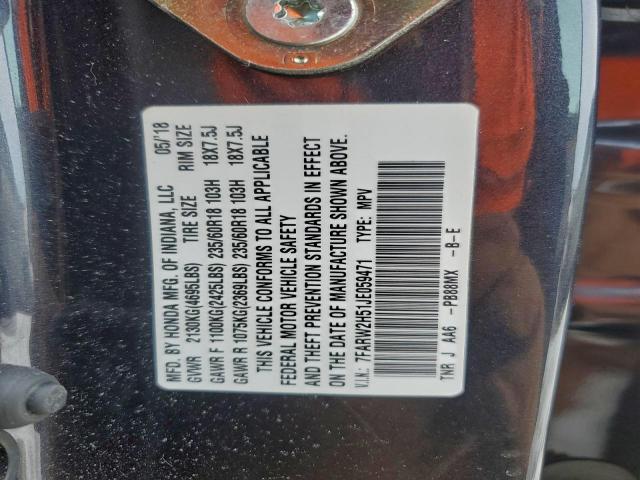 MFD. BY HONDA MFG. OF INDIANA, LLC 05/'18
GVWR 2130KG(4695LBS) TIRE SIZE RIM SIZE
GAWR F 1100KG(2425LBS) 235/60R18 103H 18X7.5J
GAWR R 1075KG(2369LBS) 235/60R18 103H 18X7.5J
THIS VEHICLE CONFORMS TO ALL APPLICABLE
FEDERAL MOTOR VEHICLE SAFETY
AND THEFT PREVENTION STANDARDS IN EFFECT
ON THE DATE OF MANUFACTURE SHOWN ABOVE.
V.I.N.: 7FARW2H51JE059471 TYPE: MPV
TNR J AA6 -PB88MX -B-E